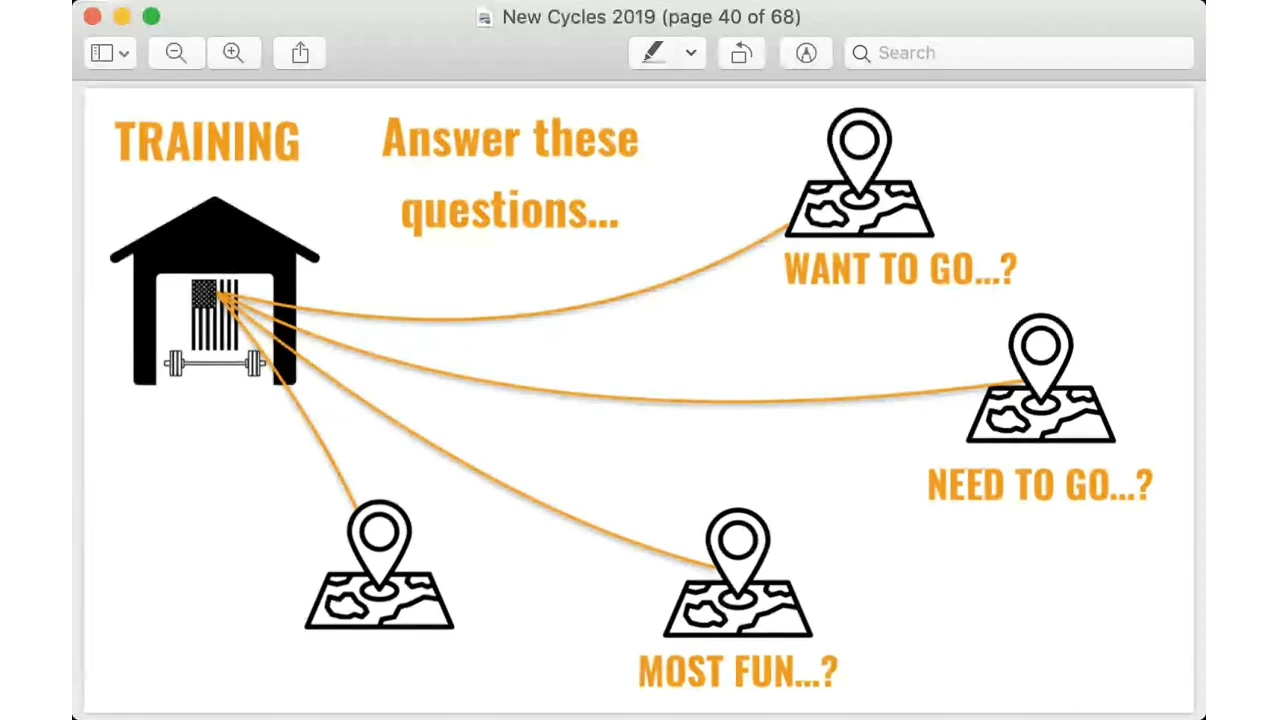 New Cycles 2019 (page 40 of 68)
Search
TRAINING
Answer these
questions...
WANT TO GO...?
NEED TO GO...?
MOST FUN...?